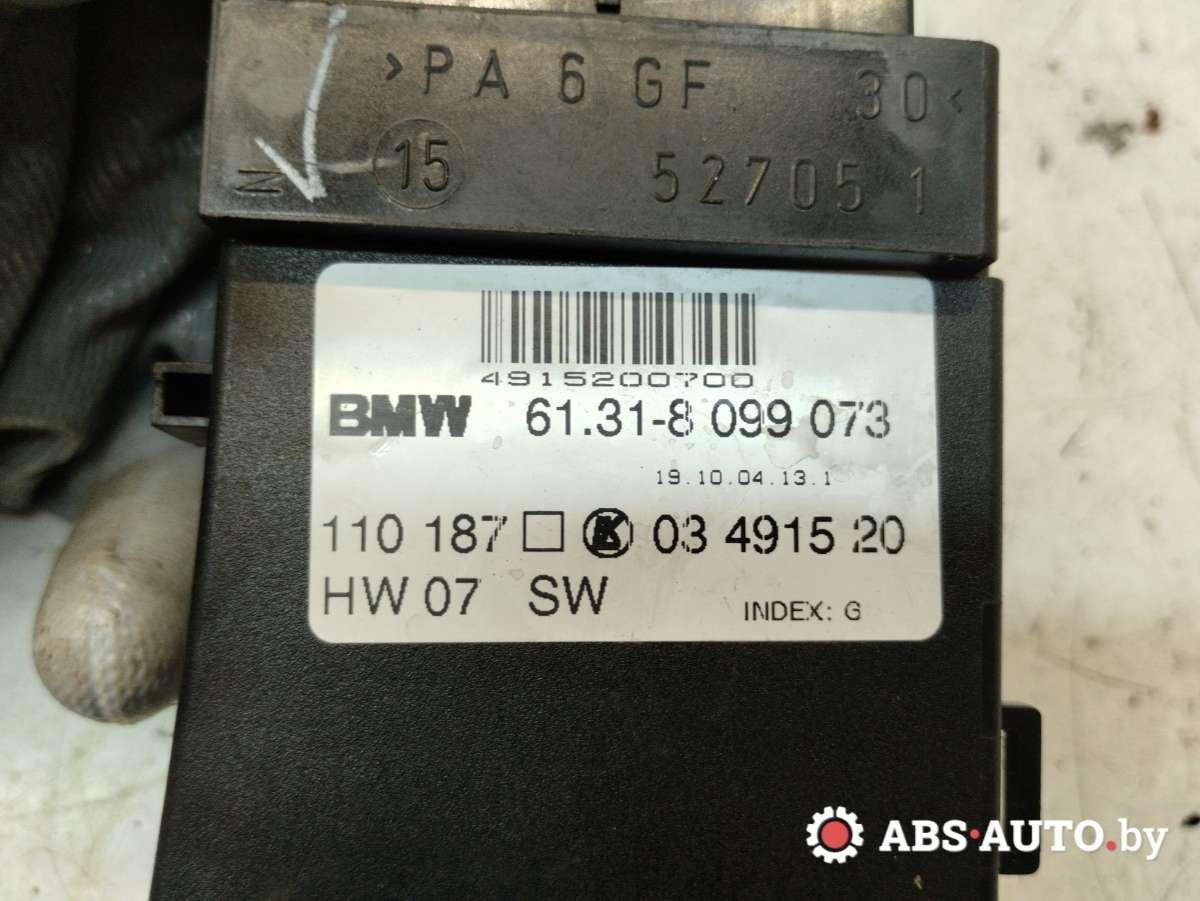 >PA 6 GF 30<
N 15 52705 1
4915200700
BMW 61.31-8 099 073
19.10.04.13.1
110 187 □ K 03 4915 20
HW 07 SW INDEX: G
ABS·AUTO.by